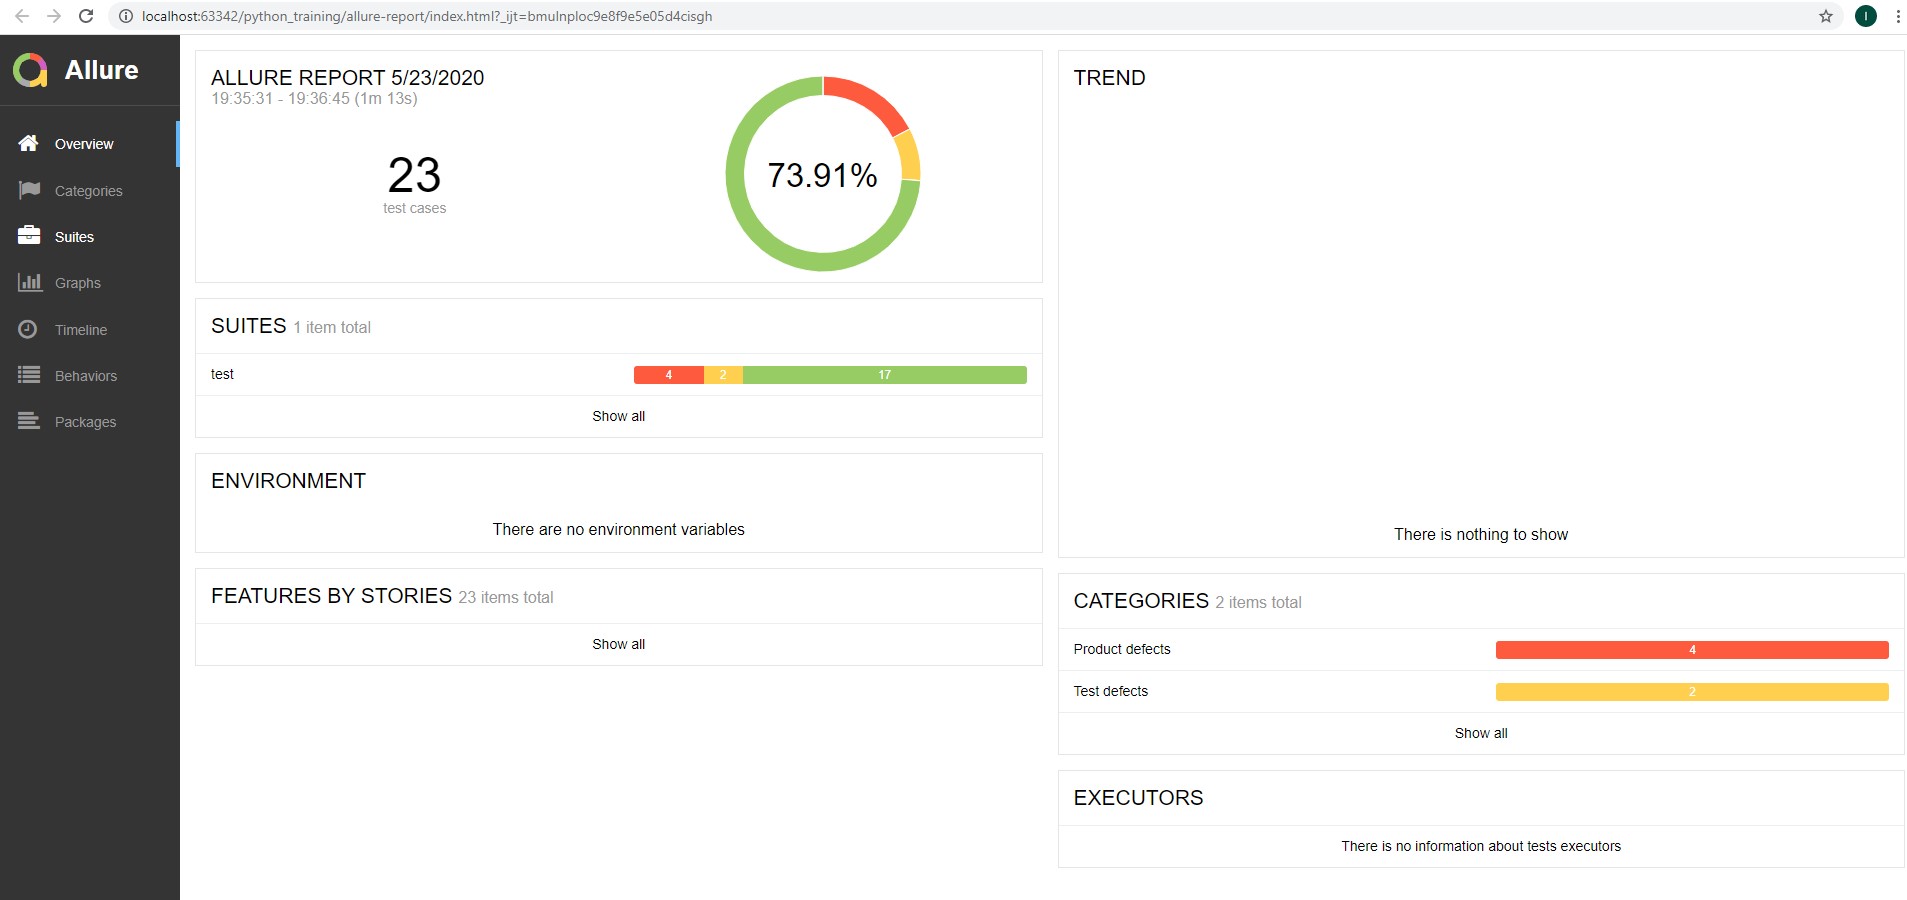 localhost:63342/python_training/allure-report/index.html?_ijt=bmulnploc9e8f9e5e05d4cisgh
I
Allure
Overview
Categories
Suites
Graphs
Timeline
Behaviors
Packages
ALLURE REPORT 5/23/2020
19:35:31 - 19:36:45 (1m 13s)
23
test cases
73.91%
SUITES 1 item total
test 4 2 17
Show all
ENVIRONMENT
There are no environment variables
FEATURES BY STORIES 23 items total
Show all
TREND
There is nothing to show
CATEGORIES 2 items total
Product defects 4
Test defects 2
Show all
EXECUTORS
There is no information about tests executors